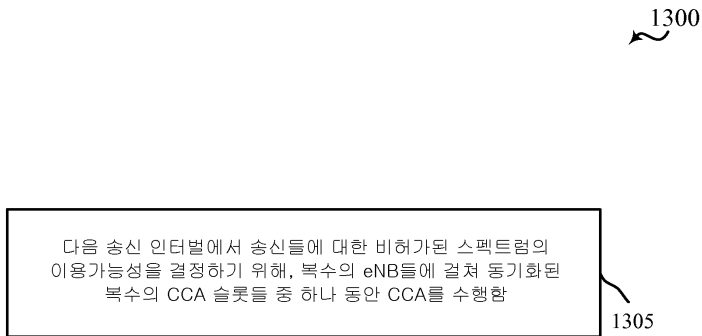 1300
다음 송신 인터벌에서 송신들에 대한 비허가된 스펙트럼의
이용가능성을 결정하기 위해, 복수의 eNB들에 걸쳐 동기화된
복수의 CCA 슬롯들 중 하나 동안 CCA를 수행함
1305